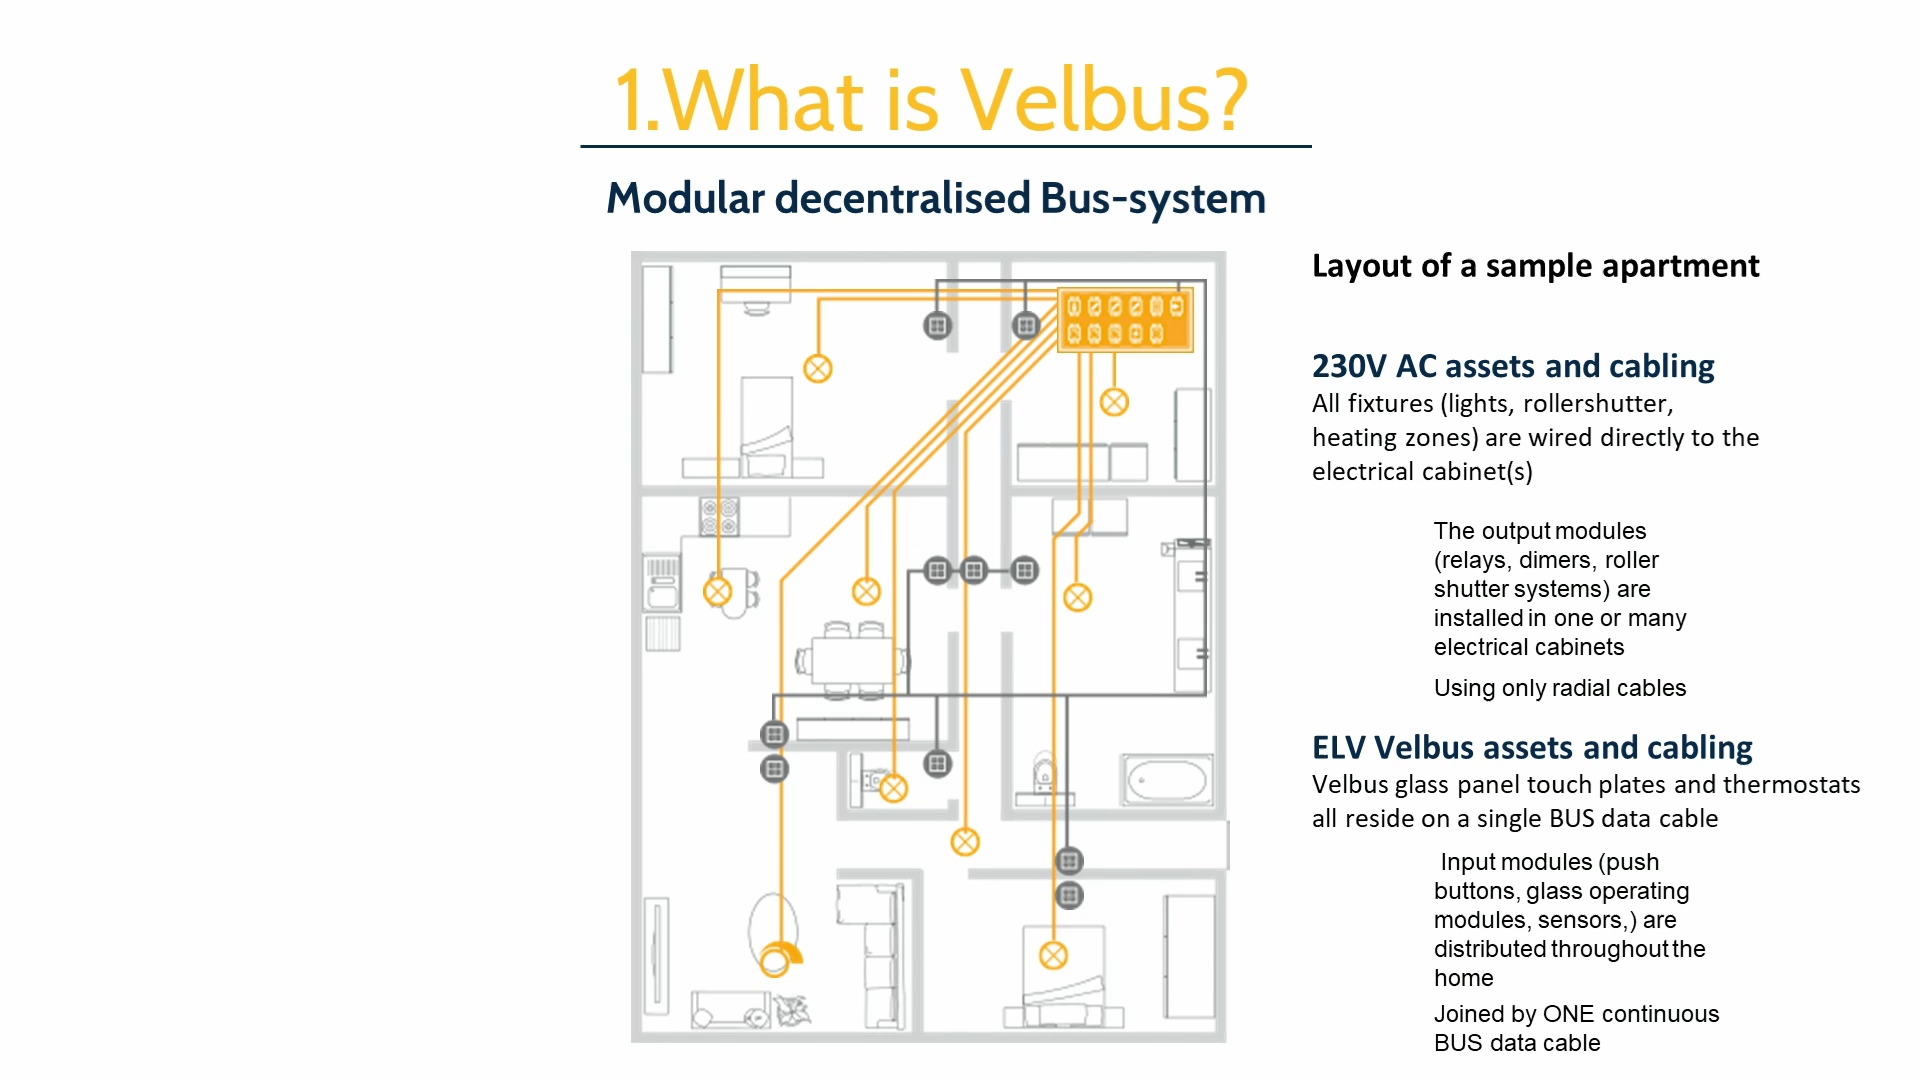 1.What is Velbus?
Modular decentralised Bus-system
Layout of a sample apartment
230V AC assets and cabling
All fixtures (lights, rollershutter,
heating zones) are wired directly to the
electrical cabinet(s)
The output modules
(relays, dimers, roller
shutter systems) are
installed in one or many
electrical cabinets
Using only radial cables
ELV Velbus assets and cabling
Velbus glass panel touch plates and thermostats
all reside on a single BUS data cable
Input modules (push
buttons, glass operating
modules, sensors,) are
distributed throughout the
home
Joined by ONE continuous
BUS data cable